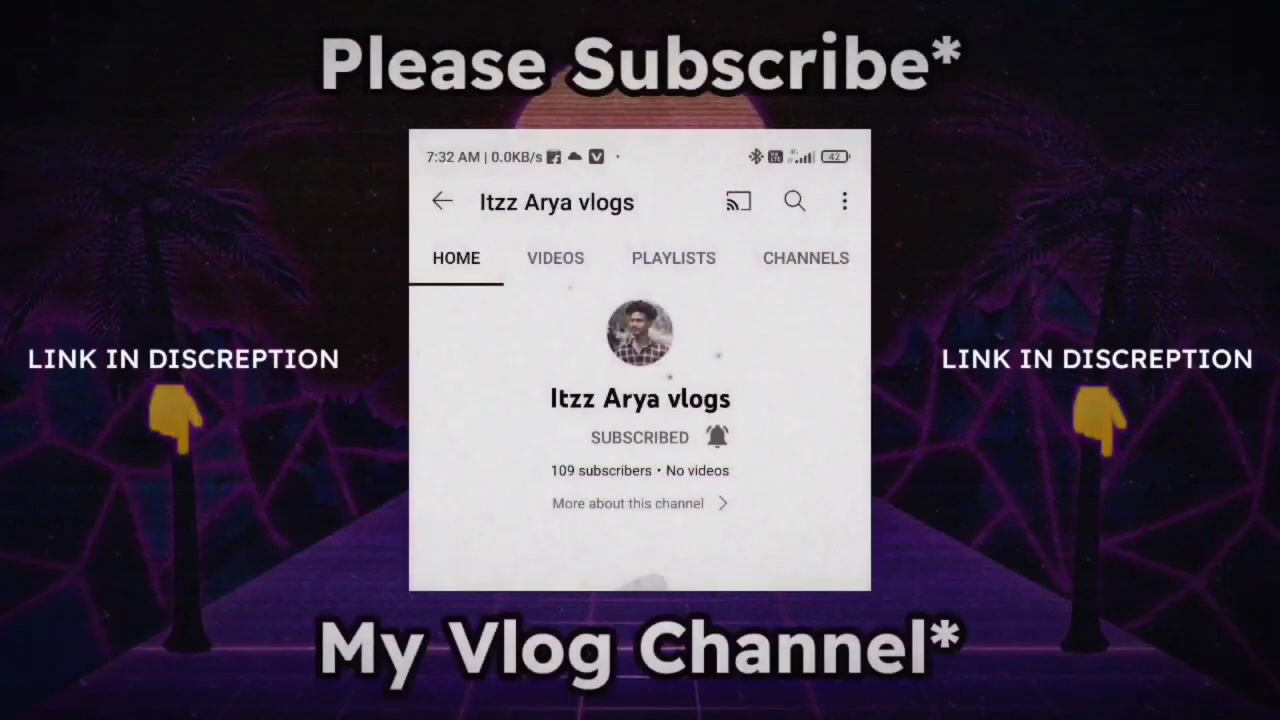 Please Subscribe*
7:32 AM | 0.0KB/s
42
Itzz Arya vlogs
HOME VIDEOS PLAYLISTS CHANNELS
LINK IN DISCREPTION
LINK IN DISCREPTION
Itzz Arya vlogs
SUBSCRIBED
109 subscribers • No videos
More about this channel
My Vlog Channel*